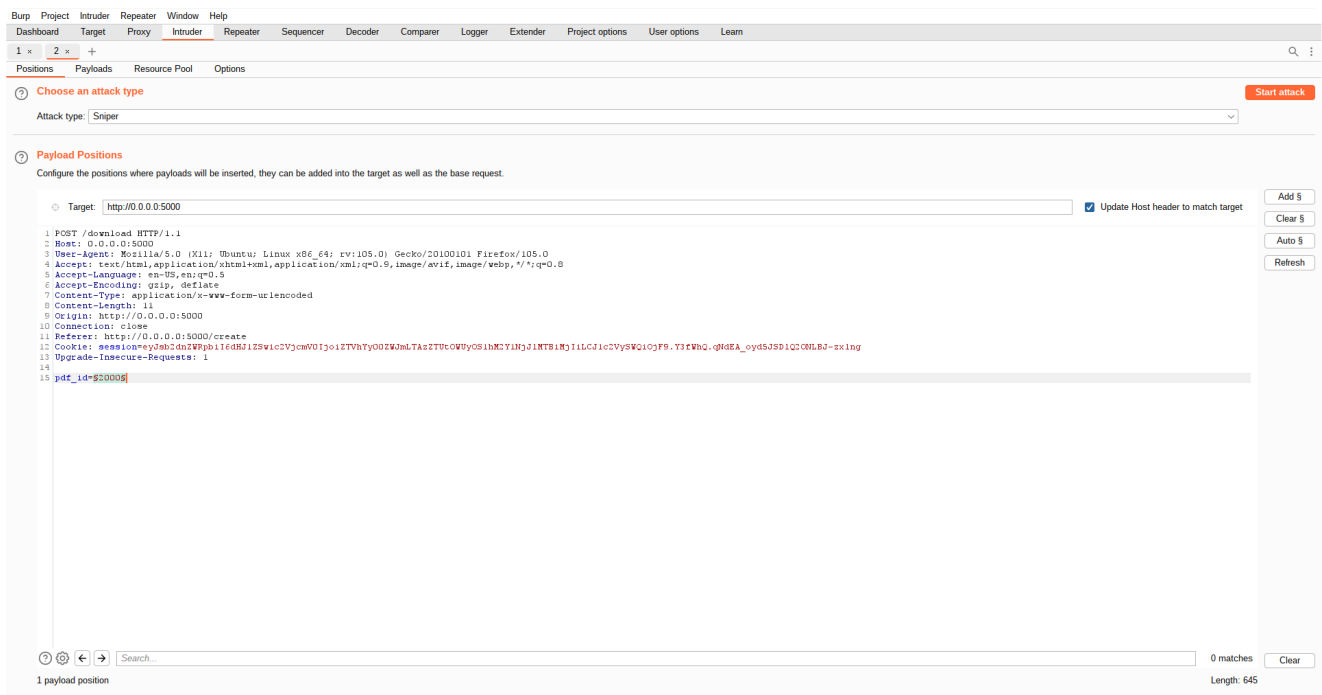 Burp Project Intruder Repeater Window Help
Dashboard Target Proxy Intruder Repeater Sequencer Decoder Comparer Logger Extender Project options User options Learn
1 × 2 × +
Positions Payloads Resource Pool Options
? Choose an attack type Start attack
Attack type: Sniper
? Payload Positions
Configure the positions where payloads will be inserted, they can be added into the target as well as the base request.
Add §
Target: http://0.0.0.0:5000 Update Host header to match target
Clear §
Auto §
Refresh
1 POST /download HTTP/1.1
2 Host: 0.0.0.0:5000
3 User-Agent: Mozilla/5.0 (X11; Ubuntu; Linux x86_64; rv:105.0) Gecko/20100101 Firefox/105.0
4 Accept: text/html,application/xhtml+xml,application/xml;q=0.9,image/avif,image/webp,*/*;q=0.8
5 Accept-Language: en-US,en;q=0.5
6 Accept-Encoding: gzip, deflate
7 Content-Type: application/x-www-form-urlencoded
8 Content-Length: 11
9 Origin: http://0.0.0.0:5000
10 Connection: close
11 Referer: http://0.0.0.0:5000/create
12 Cookie: session=
13 Upgrade-Insecure-Requests: 1
14
15 pdf_id=§2000§
? Search... 0 matches Clear
1 payload position Length: 645